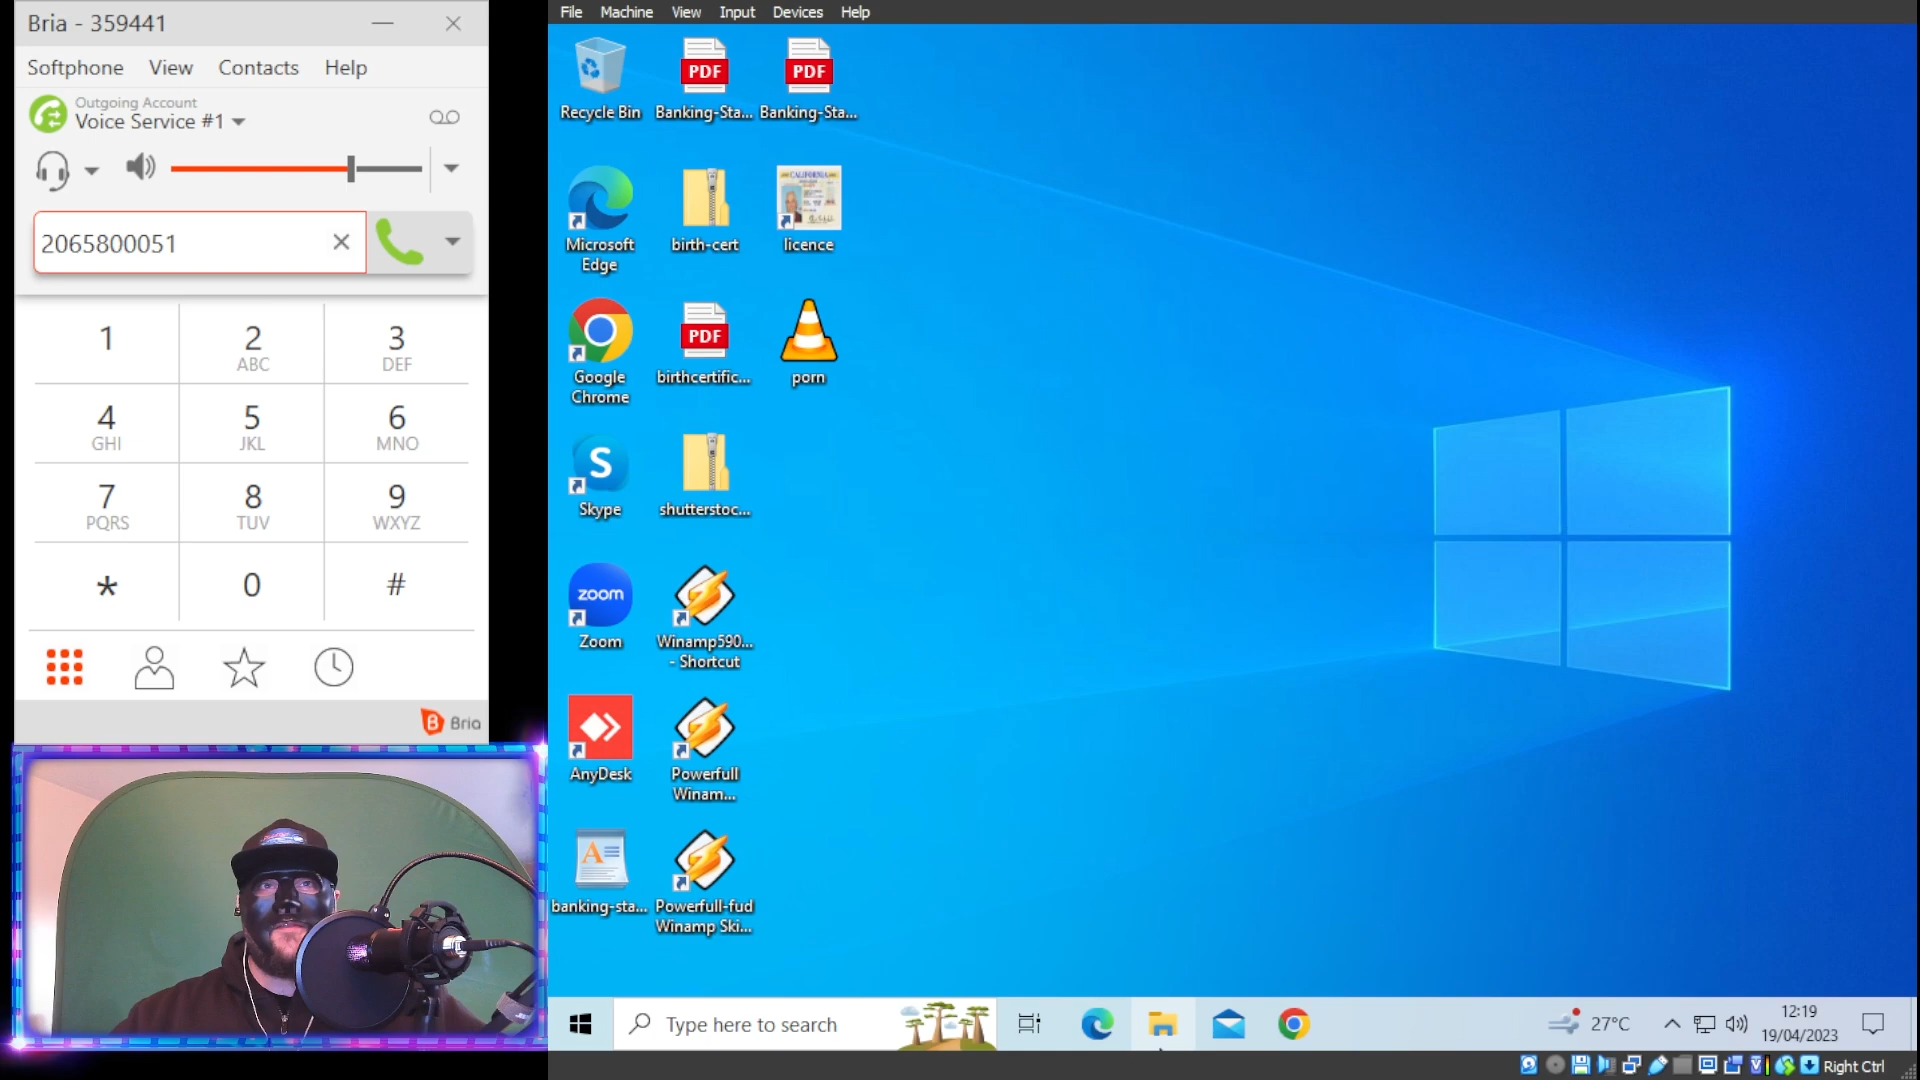 Bria - 359441
Softphone View Contacts Help
Outgoing Account
Voice Service #1
2065800051
1
2
ABC
3
DEF
4
GHI
5
JKL
6
MNO
7
PQRS
8
TUV
9
WXYZ
*
0
#
Bria
File Machine View Input Devices Help
Recycle Bin
PDF
Banking-Sta...
PDF
Banking-Sta...
Microsoft
Edge
birth-cert
CALIFORNIA
licence
Google
Chrome
PDF
birthcertific...
porn
S
Skype
shutterstoc...
zoom
Zoom
Winamp590...
- Shortcut
AnyDesk
Powerfull
Winam...
A
banking-sta...
Powerfull-fud
Winamp Ski...
Type here to search
27°C
12:19
19/04/2023
Right Ctrl